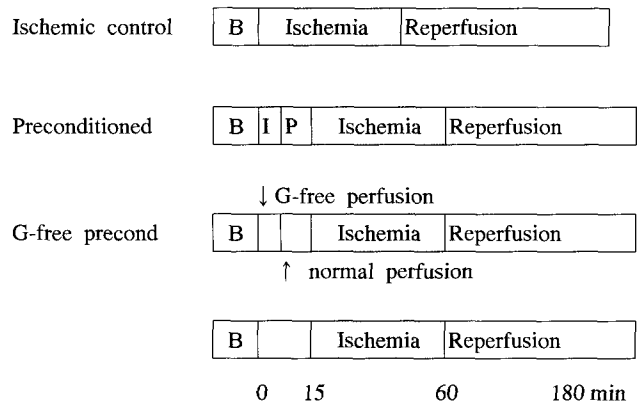 Ischemic control B Ischemia Reperfusion
Preconditioned B I P Ischemia Reperfusion
↓ G-free perfusion
G-free precond B Ischemia Reperfusion
↑ normal perfusion
B Ischemia Reperfusion
0 15 60 180 min